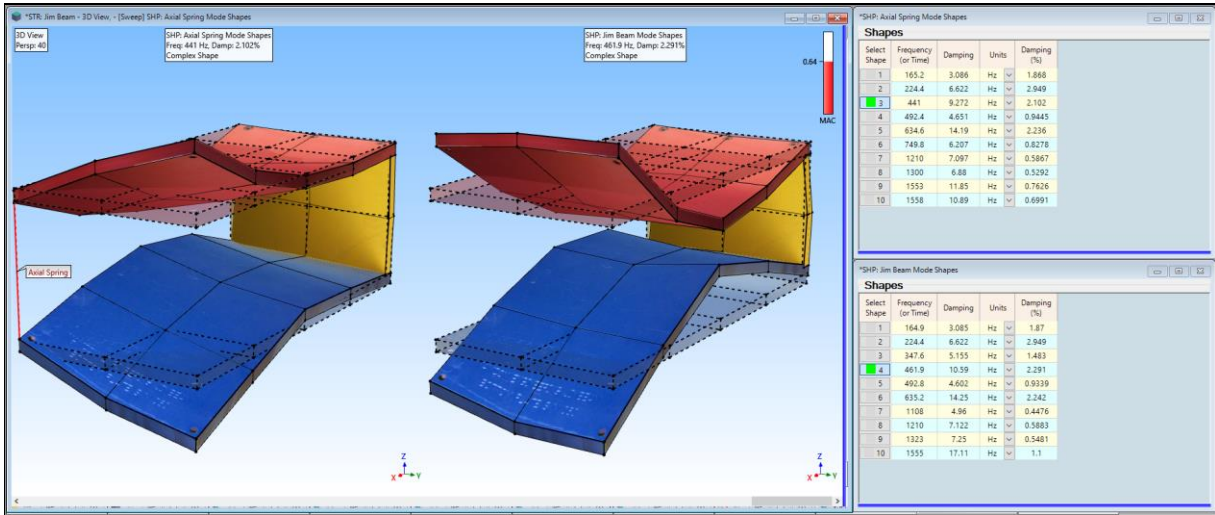 *STR: Jim Beam - 3D View, - [Sweep] SHP: Axial Spring Mode Shapes
3D View
Persp: 40
SHP: Axial Spring Mode Shapes
Freq: 441 Hz, Damp: 2.102%
Complex Shape
SHP: Jim Beam Mode Shapes
Freq: 461.9 Hz, Damp: 2.291%
Complex Shape
0.64
MAC
Axial Spring
Z
X Y
Z
X Y
*SHP: Axial Spring Mode Shapes
Shapes
Select Shape Frequency (or Time) Damping Units Damping (%)
1 165.2 3.086 Hz 1.868
2 224.4 6.622 Hz 2.949
3 441 9.272 Hz 2.102
4 492.4 4.651 Hz 0.9445
5 634.6 14.19 Hz 2.236
6 749.8 6.207 Hz 0.8278
7 1210 7.097 Hz 0.5867
8 1300 6.88 Hz 0.5292
9 1553 11.85 Hz 0.7626
10 1558 10.89 Hz 0.6991
*SHP: Jim Beam Mode Shapes
Shapes
Select Shape Frequency (or Time) Damping Units Damping (%)
1 164.9 3.085 Hz 1.87
2 224.4 6.622 Hz 2.949
3 347.6 5.155 Hz 1.483
4 461.9 10.59 Hz 2.291
5 492.8 4.602 Hz 0.9339
6 635.2 14.25 Hz 2.242
7 1108 4.96 Hz 0.4476
8 1210 7.122 Hz 0.5883
9 1323 7.25 Hz 0.5481
10 1555 17.11 Hz 1.1